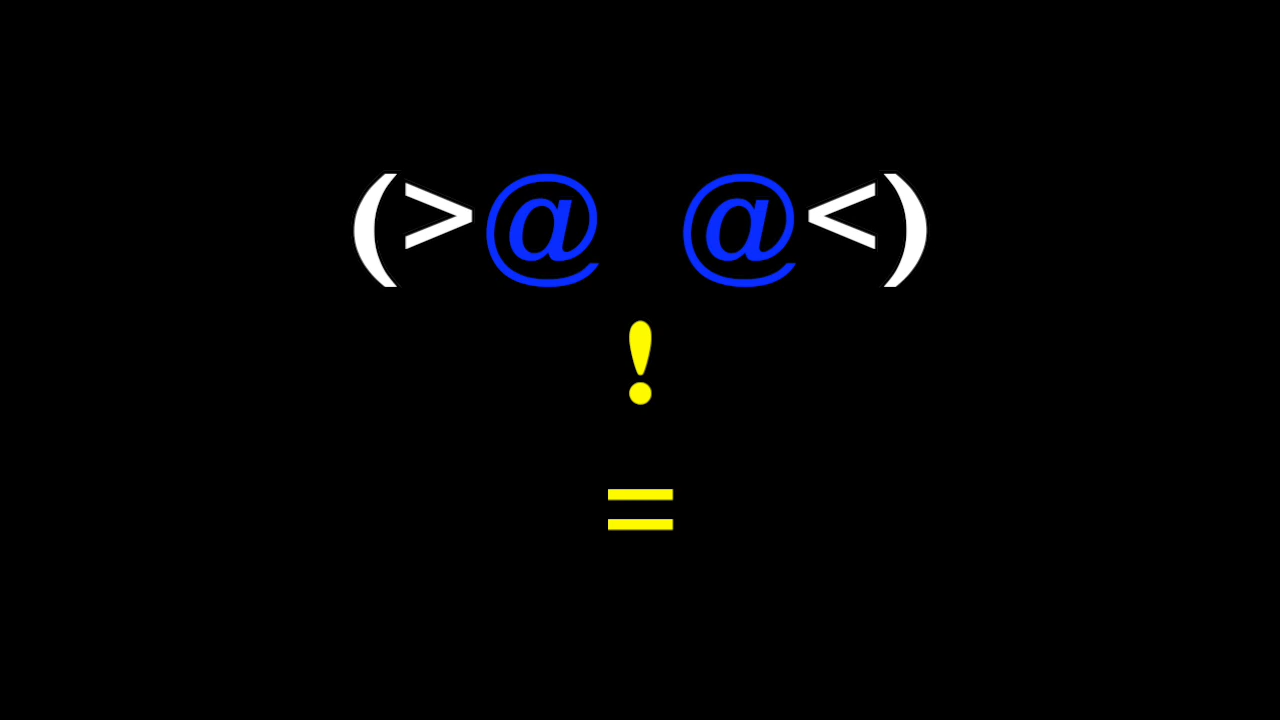 (>@ @<)
!
=